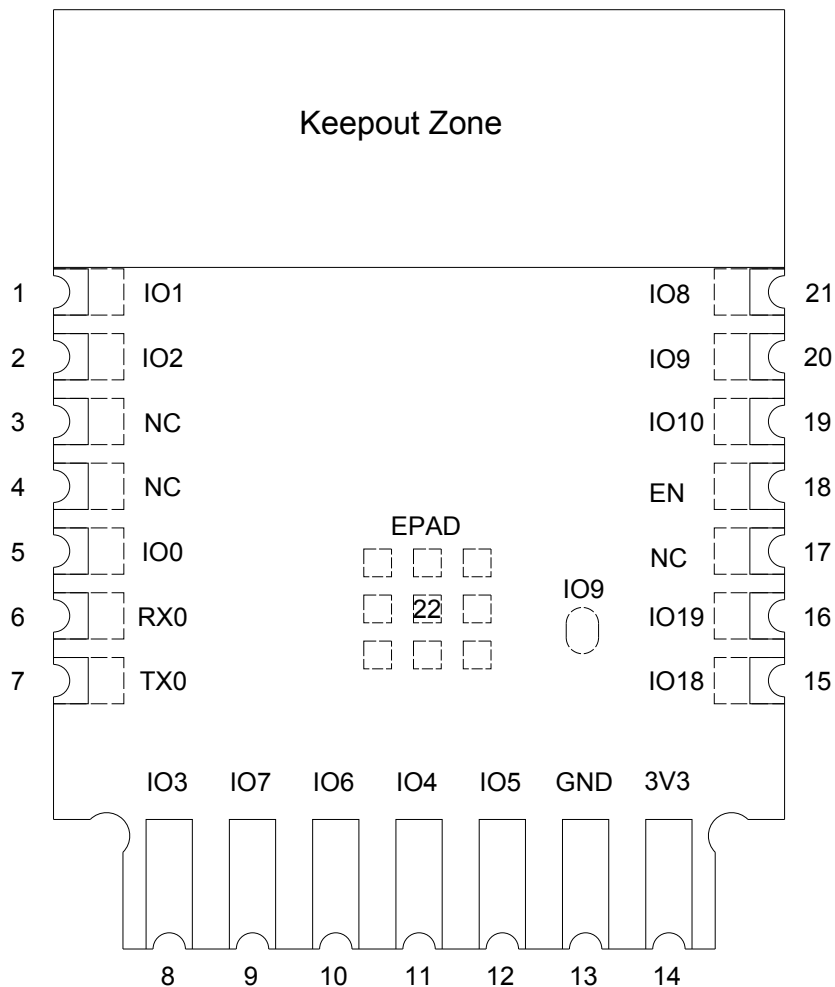 Keepout Zone
1 IO1 IO8 21
2 IO2 IO9 20
3 NC IO10 19
4 NC EN 18
EPAD
5 IO0 NC 17
IO9
6 RX0 22 IO19 16
7 TX0 IO18 15
IO3 IO7 IO6 IO4 IO5 GND 3V3
8 9 10 11 12 13 14